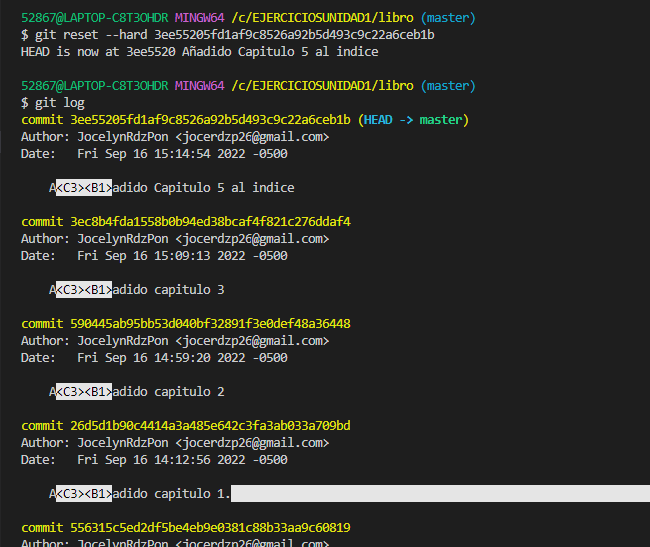 52867@LAPTOP-C8T3OHDR MINGW64 /c/EJERCICIOSUNIDAD1/libro (master)
$ git reset --hard 3ee55205fd1af9c8526a92b5d493c9c22a6ceb1b
HEAD is now at 3ee5520 Añadido Capitulo 5 al indice
52867@LAPTOP-C8T3OHDR MINGW64 /c/EJERCICIOSUNIDAD1/libro (master)
$ git log
commit 3ee55205fd1af9c8526a92b5d493c9c22a6ceb1b (HEAD -> master)
Author: JocelynRdzPon <jocerdzp26@gmail.com>
Date:   Fri Sep 16 15:14:54 2022 -0500
A<C3><B1>adido Capitulo 5 al indice
commit 3ec8b4fda1558b0b94ed38bcaf4f821c276ddaf4
Author: JocelynRdzPon <jocerdzp26@gmail.com>
Date:   Fri Sep 16 15:09:13 2022 -0500
A<C3><B1>adido capitulo 3
commit 590445ab95bb53d040bf32891f3e0def48a36448
Author: JocelynRdzPon <jocerdzp26@gmail.com>
Date:   Fri Sep 16 14:59:20 2022 -0500
A<C3><B1>adido capitulo 2
commit 26d5d1b90c4414a3a485e642c3fa3ab033a709bd
Author: JocelynRdzPon <jocerdzp26@gmail.com>
Date:   Fri Sep 16 14:12:56 2022 -0500
A<C3><B1>adido capitulo 1.
commit 556315c5ed2df5be4eb9e0381c88b33aa9c60819
Author: JocelynRdzPon <jocerdzp26@gmail.com>